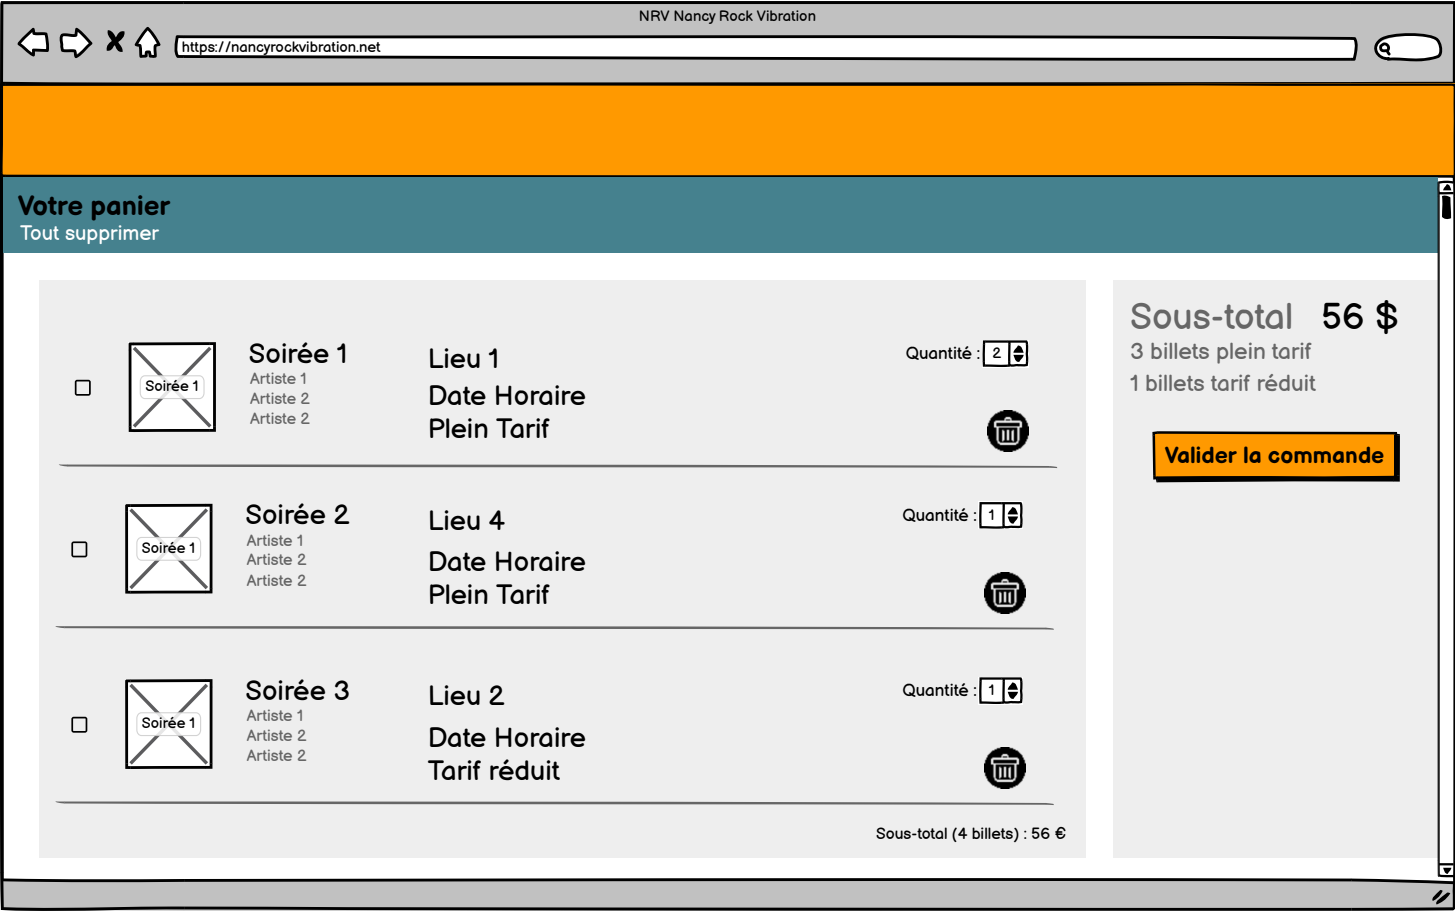 NRV Nancy Rock Vibration
https://nancyrockvibration.net
Votre panier
Tout supprimer
Soirée 1
Soirée 1
Artiste 1
Artiste 2
Artiste 2
Lieu 1
Date Horaire
Plein Tarif
Quantité : 2
Soirée 1
Soirée 2
Artiste 1
Artiste 2
Artiste 2
Lieu 4
Date Horaire
Plein Tarif
Quantité : 1
Soirée 1
Soirée 3
Artiste 1
Artiste 2
Artiste 2
Lieu 2
Date Horaire
Tarif réduit
Quantité : 1
Sous-total (4 billets) : 56 €
Sous-total 56 $
3 billets plein tarif
1 billets tarif réduit
Valider la commande